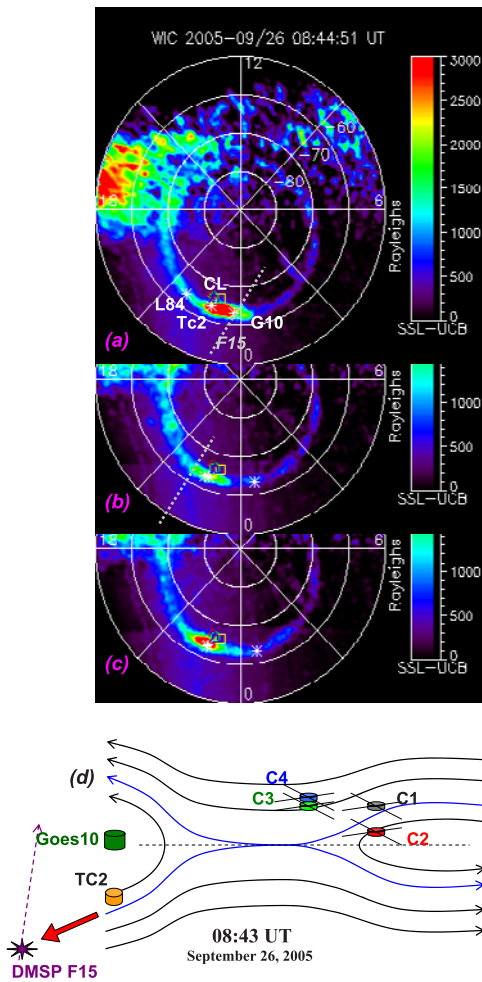 WIC 2005-09/26 08:44:51 UT
12
-60
-70
-80
18
6
CL
L84
Tc2
G10
F15
(a)
0
3000
2500
2000
1500
1000
500
0
Rayleighs
SSL-UCB
18
6
(b)
0
1000
500
0
Rayleighs
SSL-UCB
18
6
(c)
0
1000
500
0
Rayleighs
SSL-UCB
(d)
C4
C3
C1
C2
Goes10
TC2
DMSP F15
08:43 UT
September 26, 2005